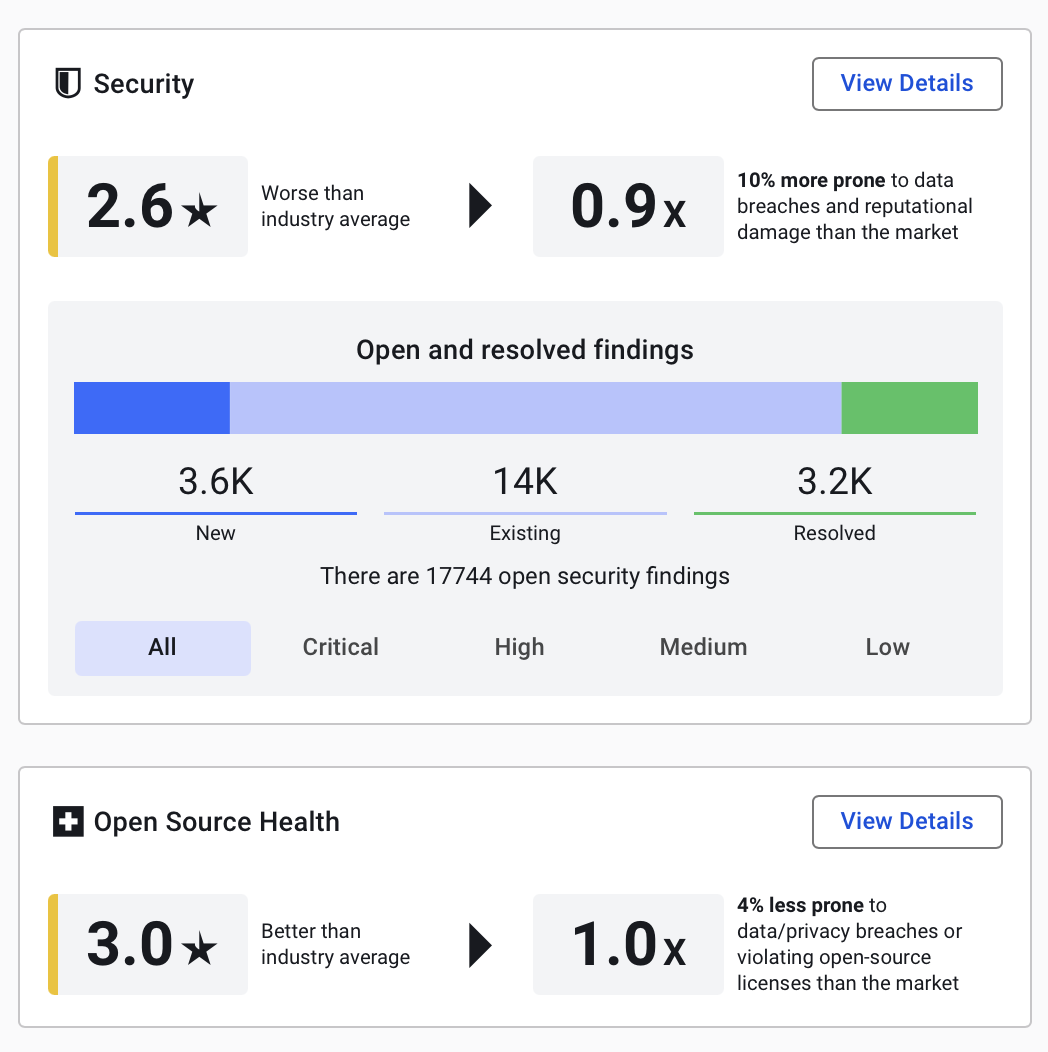 Security
View Details
2.6 ★
Worse than
industry average
0.9 x
10% more prone to data
breaches and reputational
damage than the market
Open and resolved findings
3.6K
14K
3.2K
New
Existing
Resolved
There are 17744 open security findings
All
Critical
High
Medium
Low
Open Source Health
View Details
3.0 ★
Better than
industry average
1.0 x
4% less prone to
data/privacy breaches or
violating open-source
licenses than the market